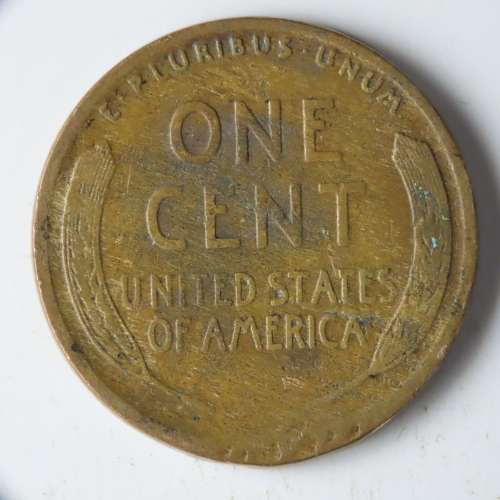 E·PLURIBUS·UNUM
ONE
CENT
UNITED STATES
OF AMERICA